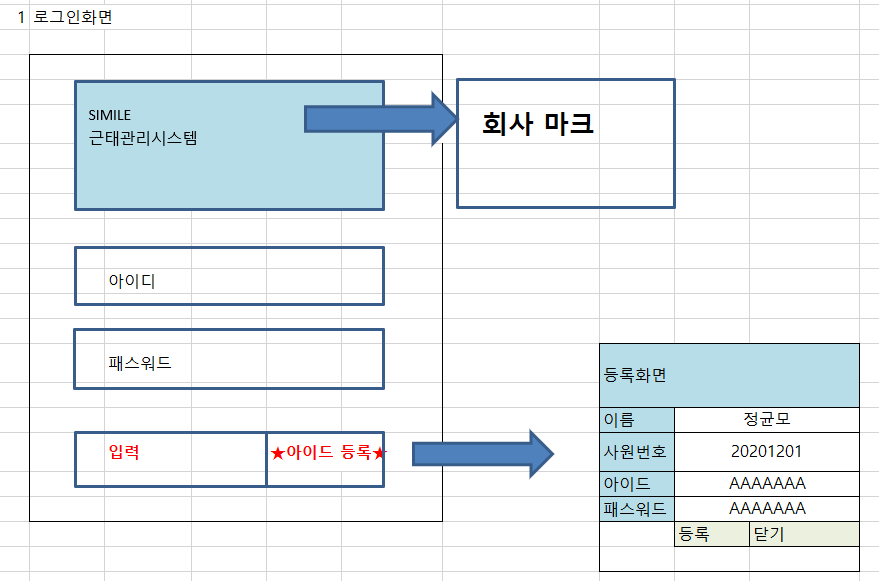 1 로그인화면
SIMILE
근태관리시스템
회사 마크
아이디
패스워드
입력
★아이드 등록★
등록화면
이름 정균모
사원번호 20201201
아이드 AAAAAAA
패스워드 AAAAAAA
등록 닫기